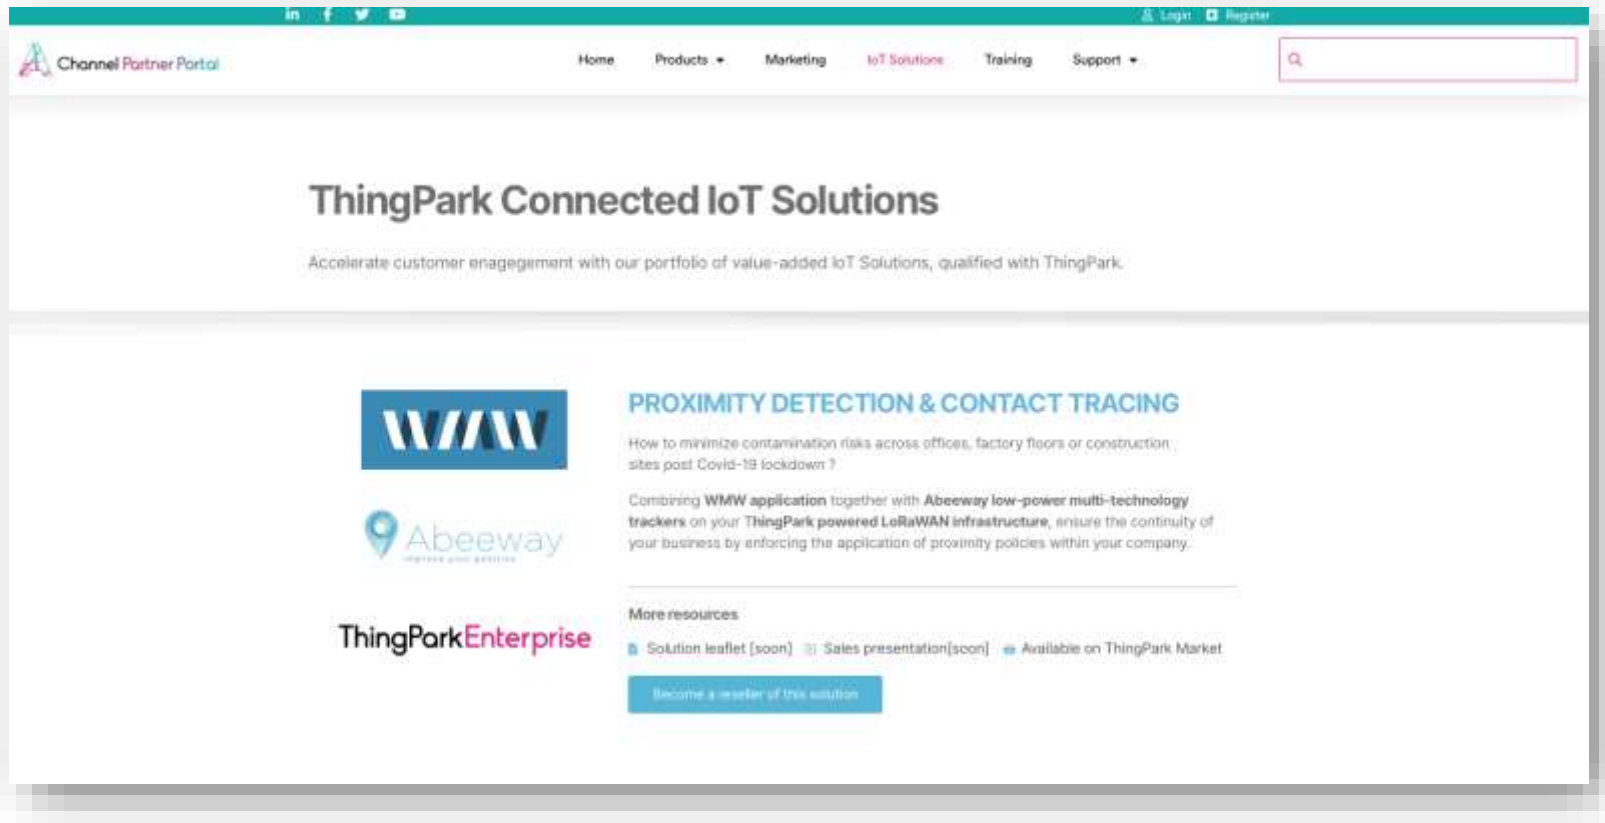 Login Register
Channel Partner Portal
Home Products Marketing IoT Solutions Training Support
ThingPark Connected IoT Solutions
Accelerate customer enagegement with our portfolio of value-added IoT Solutions, qualified with ThingPark.
WMW
PROXIMITY DETECTION & CONTACT TRACING
How to minimize contamination risks across offices, factory floors or construction
sites post Covid-19 lockdown ?
Combining WMW application together with Abeeway low-power multi-technology
trackers on your ThingPark powered LoRaWAN infrastructure, ensure the continuity of
your business by enforcing the application of proximity policies within your company.
Abeeway
improve your position
ThingParkEnterprise
More resources
Solution leaflet [soon] Sales presentation[soon] Available on ThingPark Market
Become a reseller of this solution